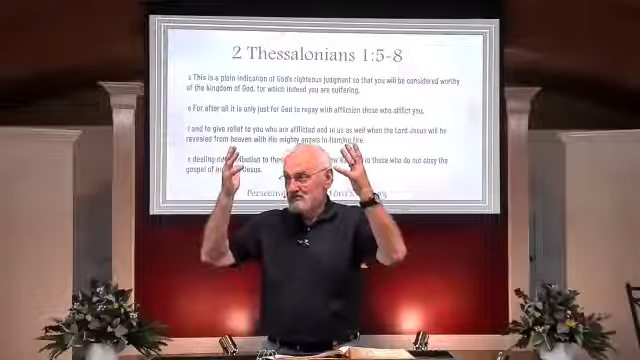 2 Thessalonians 1:5-8
5 This is a plain indication of God's righteous judgment so that you will be considered worthy
of the kingdom of God, for which indeed you are suffering.
6 For after all it is only just for God to repay with affliction those who afflict you,
7 and to give relief to you who are afflicted and to us as well when the Lord Jesus will be
revealed from heaven with His mighty angels in flaming fire,
8 dealing to those who do not obey the
gospel of Jesus.